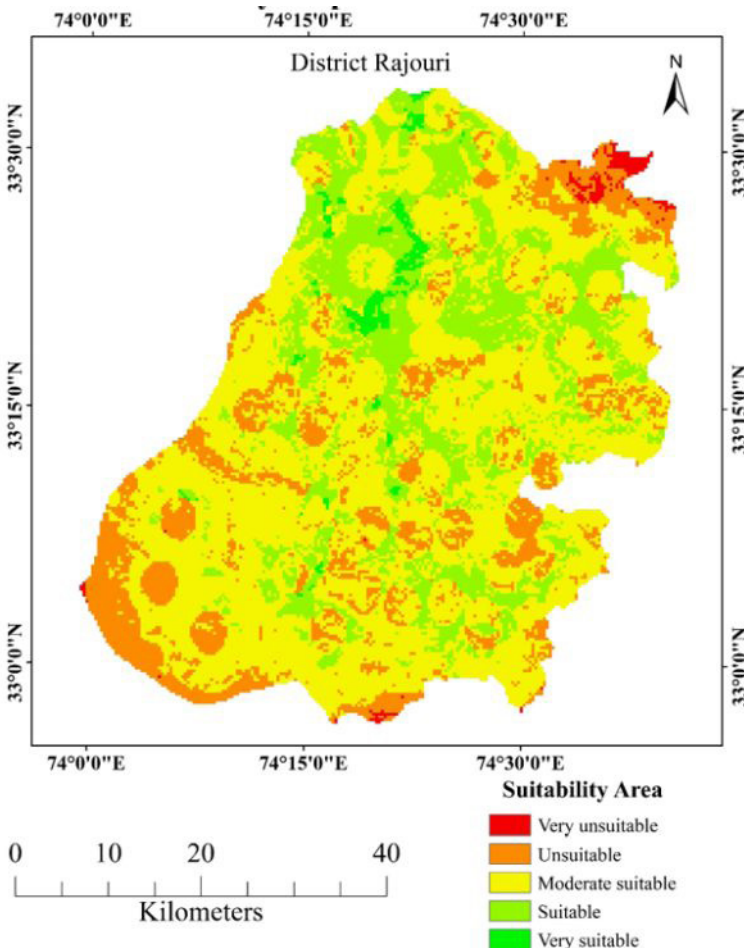 74°0'0"E 74°15'0"E 74°30'0"E
District Rajouri
N
33°30'0"N 33°30'0"N
33°15'0"N 33°15'0"N
33°0'0"N 33°0'0"N
74°0'0"E 74°15'0"E 74°30'0"E
Suitability Area
Very unsuitable
Unsuitable
Moderate suitable
Suitable
Very suitable
0 10 20 40
Kilometers